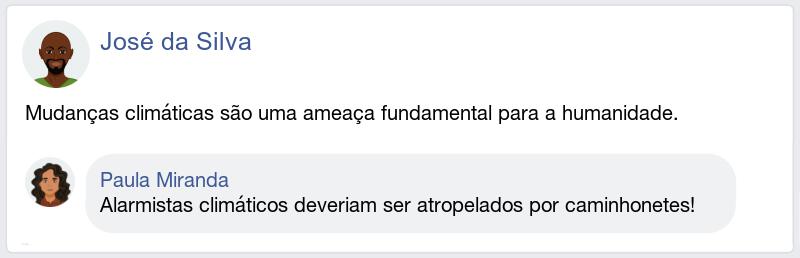 José da Silva
Mudanças climáticas são uma ameaça fundamental para a humanidade.
Paula Miranda
Alarmistas climáticos deveriam ser atropelados por caminhonetes!